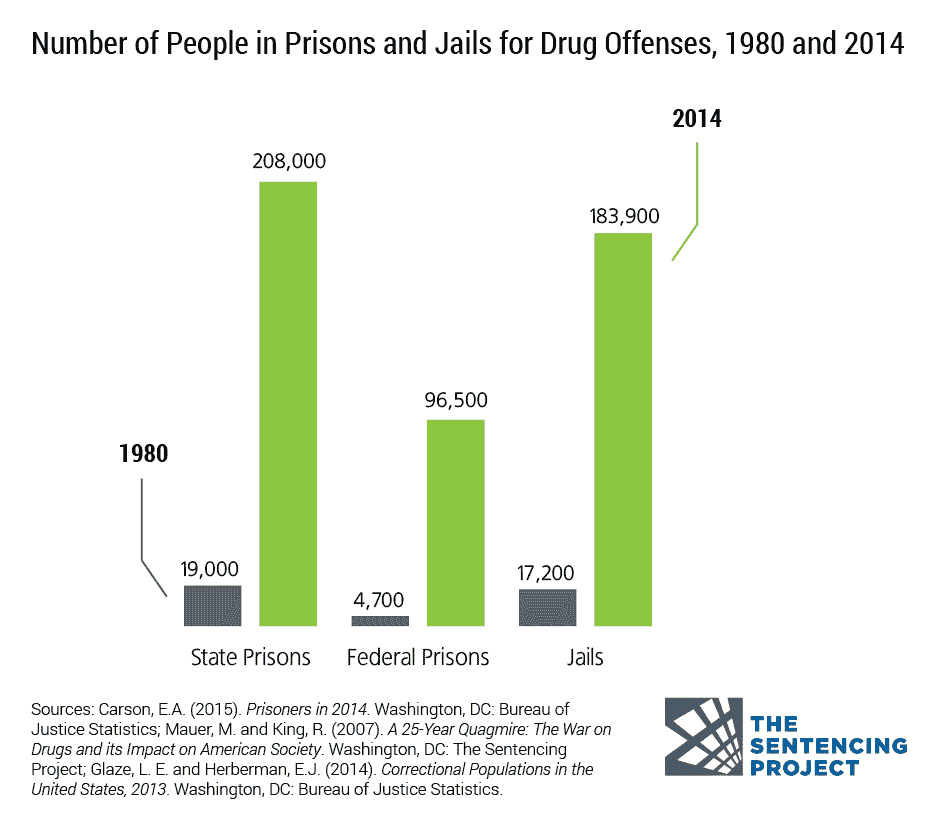 Number of People in Prisons and Jails for Drug Offenses, 1980 and 2014
2014
208,000
183,900
96,500
1980
19,000
4,700
17,200
State Prisons
Federal Prisons
Jails
Sources: Carson, E.A. (2015). Prisoners in 2014. Washington, DC: Bureau of
Justice Statistics; Mauer, M. and King, R. (2007). A 25-Year Quagmire: The War on
Drugs and its Impact on American Society. Washington, DC: The Sentencing
Project; Glaze, L. E. and Herberman, E.J. (2014). Correctional Populations in the
United States, 2013. Washington, DC: Bureau of Justice Statistics.
THE
SENTENCING
PROJECT